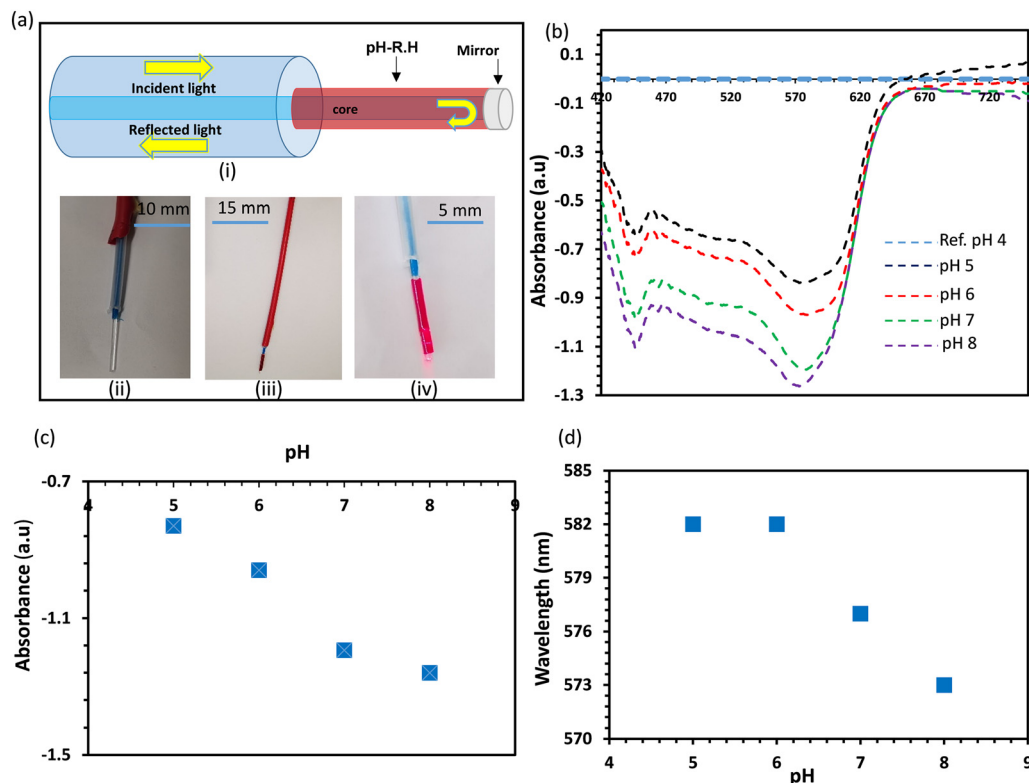 (a)
pH-R.H
Mirror
Incident light
core
Reflected light
(i)
10 mm
15 mm
5 mm
(ii)
(iii)
(iv)
(b)
0.1
-0.1
-0.3
-0.5
-0.7
-0.9
-1.1
-1.3
420
470
520
570
620
670
720
Absorbance (a.u)
Ref. pH 4
pH 5
pH 6
pH 7
pH 8
(c)
pH
-0.7
-1.1
-1.5
4
5
6
7
8
9
Absorbance (a.u)
(d)
585
582
579
576
573
570
Wavelength (nm)
4
5
6
7
8
9
pH